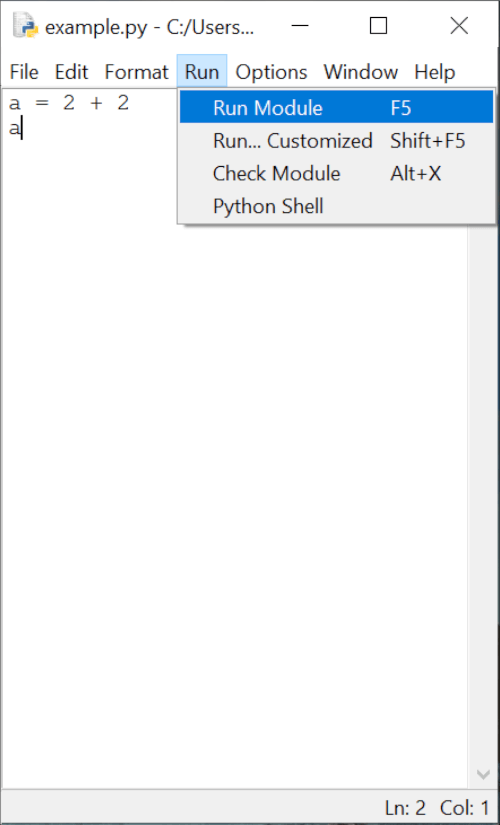 example.py - C:/Users...
File Edit Format Run Options Window Help
a = 2 + 2
a
Run Module F5
Run... Customized Shift+F5
Check Module Alt+X
Python Shell
Ln: 2 Col: 1